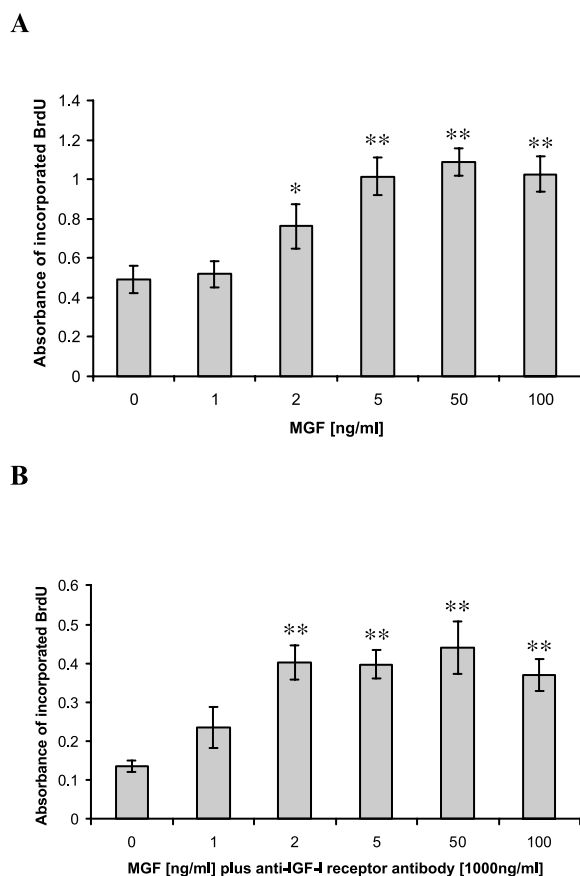 A
Absorbance of incorporated BrdU
1.4
1.2
1
0.8
0.6
0.4
0.2
0
*
**
**
**
0 1 2 5 50 100
MGF [ng/ml]
B
Absorbance of incorporated BrdU
0.6
0.5
0.4
0.3
0.2
0.1
0
**
**
**
**
0 1 2 5 50 100
MGF [ng/ml] plus anti-IGF-I receptor antibody [1000ng/ml]